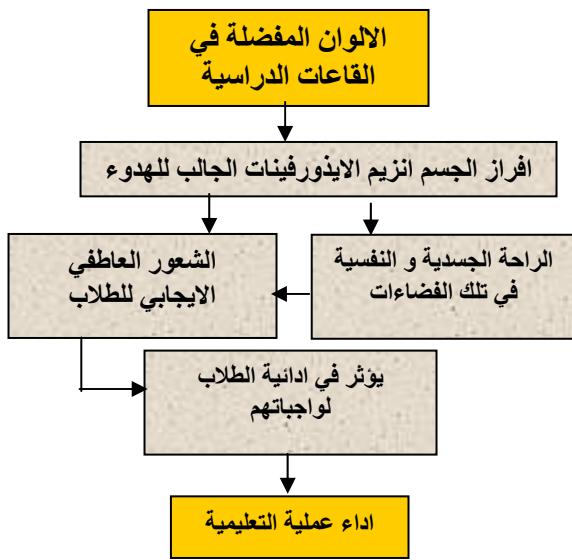 الالوان المفضلة في
القاعات الدراسية
افراز الجسم انزيم الايذورفينات الجالب للهدوء
الراحة الجسدية و النفسية
في تلك الفضاءات
الشعور العاطفي
الايجابي للطلاب
يؤثر في ادائية الطلاب
لواجباتهم
اداء عملية التعليمية